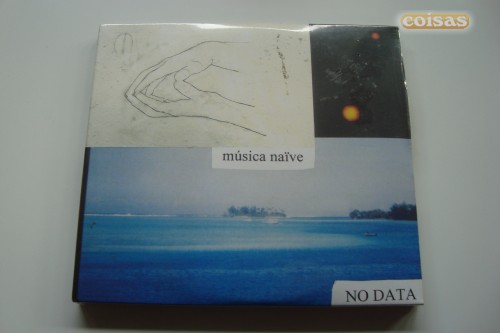 coisas
música naïve
NO DATA